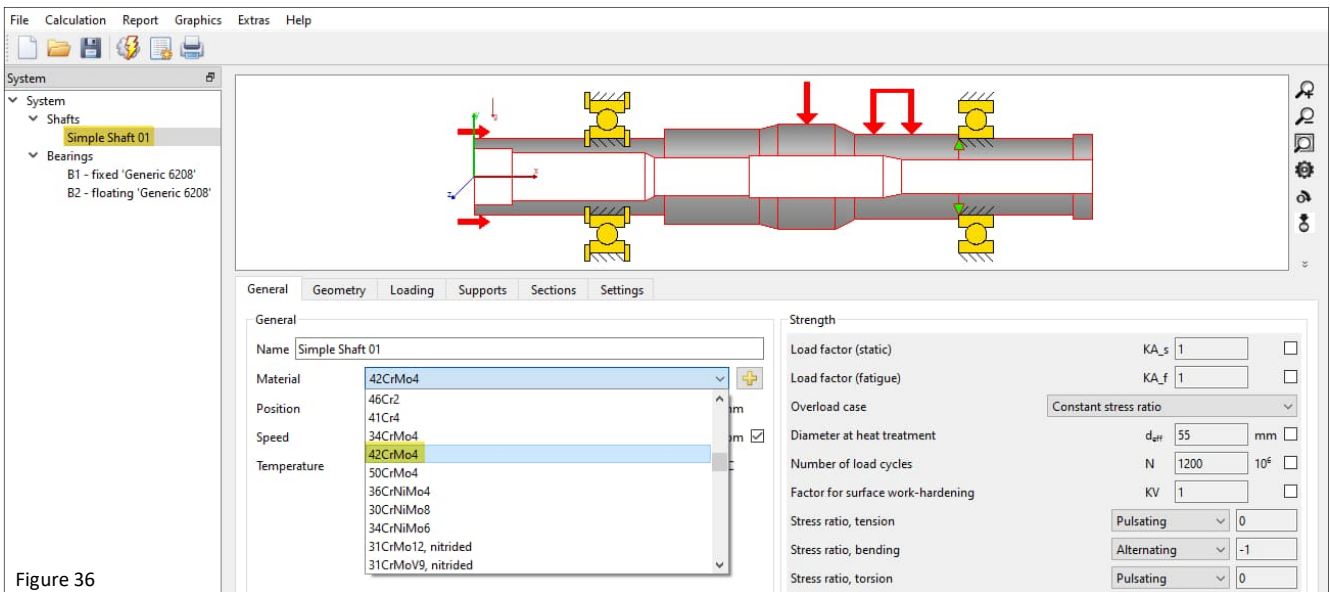 File Calculation Report Graphics Extras Help
System
System
Shafts
Simple Shaft 01
Bearings
B1 - fixed 'Generic 6208'
B2 - floating 'Generic 6208'
y
x
z
General Geometry Loading Supports Sections Settings
General
Name Simple Shaft 01
Material 42CrMo4
Position mm
Speed
Temperature
46Cr2
41Cr4
34CrMo4
42CrMo4
50CrMo4
36CrNiMo4
30CrNiMo8
34CrNiMo6
31CrMo12, nitrided
31CrMoV9, nitrided
Strength
Load factor (static) KA_s 1
Load factor (fatigue) KA_f 1
Overload case Constant stress ratio
Diameter at heat treatment deff 55 mm
Number of load cycles N 1200 10⁶
Factor for surface work-hardening KV 1
Stress ratio, tension Pulsating 0
Stress ratio, bending Alternating -1
Stress ratio, torsion Pulsating 0
Figure 36